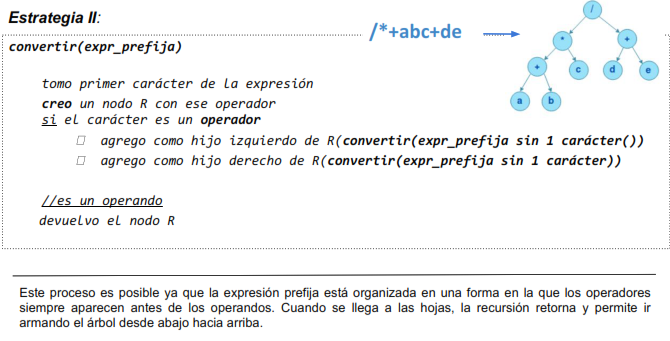 Estrategia II:
/*+abc+de
convertir(expr_prefija)
tomo primer carácter de la expresión
creo un nodo R con ese operador
si el carácter es un operador
□ agrego como hijo izquierdo de R(convertir(expr_prefija sin 1 carácter())
□ agrego como hijo derecho de R(convertir(expr_prefija sin 1 carácter))
//es un operando
devuelvo el nodo R
/
* +
+ c d e
a b
Este proceso es posible ya que la expresión prefija está organizada en una forma en la que los operadores
siempre aparecen antes de los operandos. Cuando se llega a las hojas, la recursión retorna y permite ir
armando el árbol desde abajo hacia arriba.